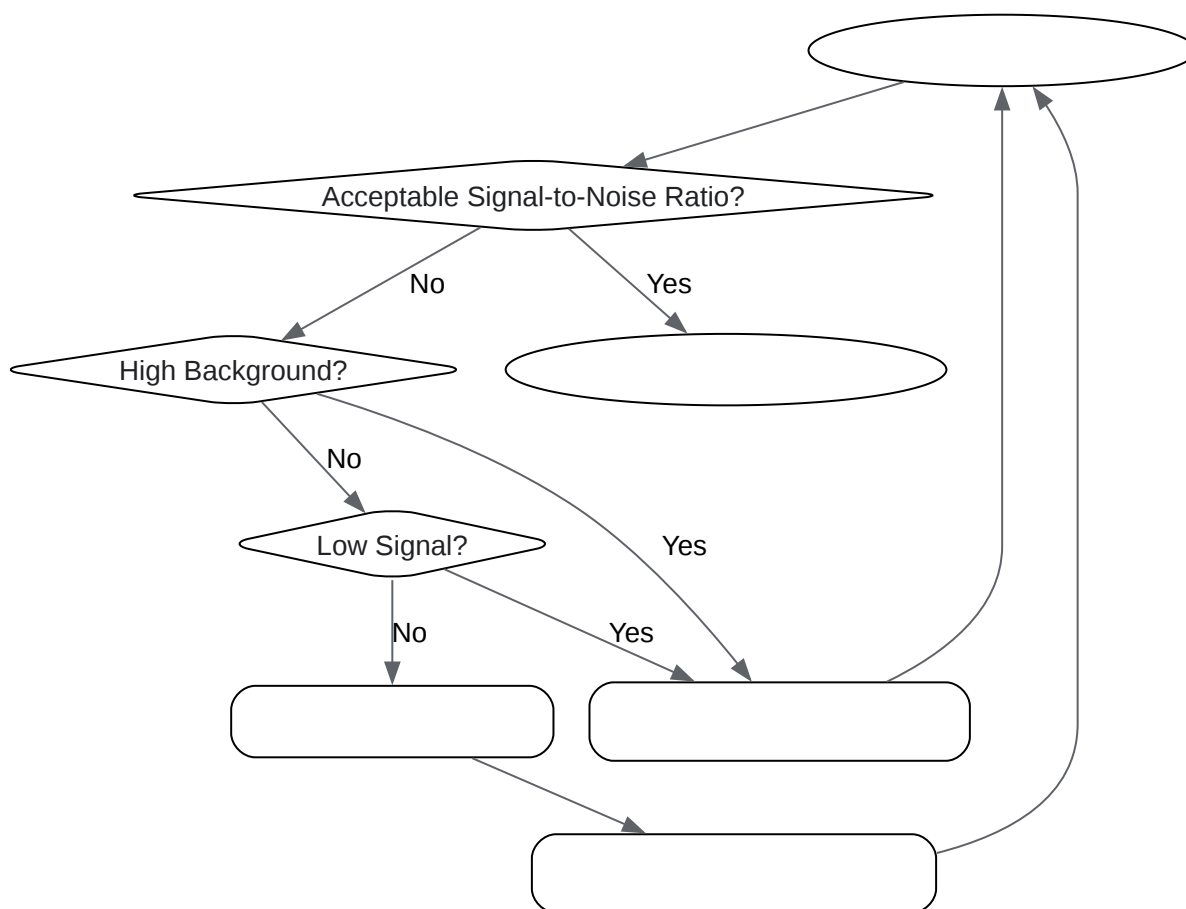 Acceptable Signal-to-Noise Ratio?
No
Yes
High Background?
No
Low Signal?
Yes
No
Yes